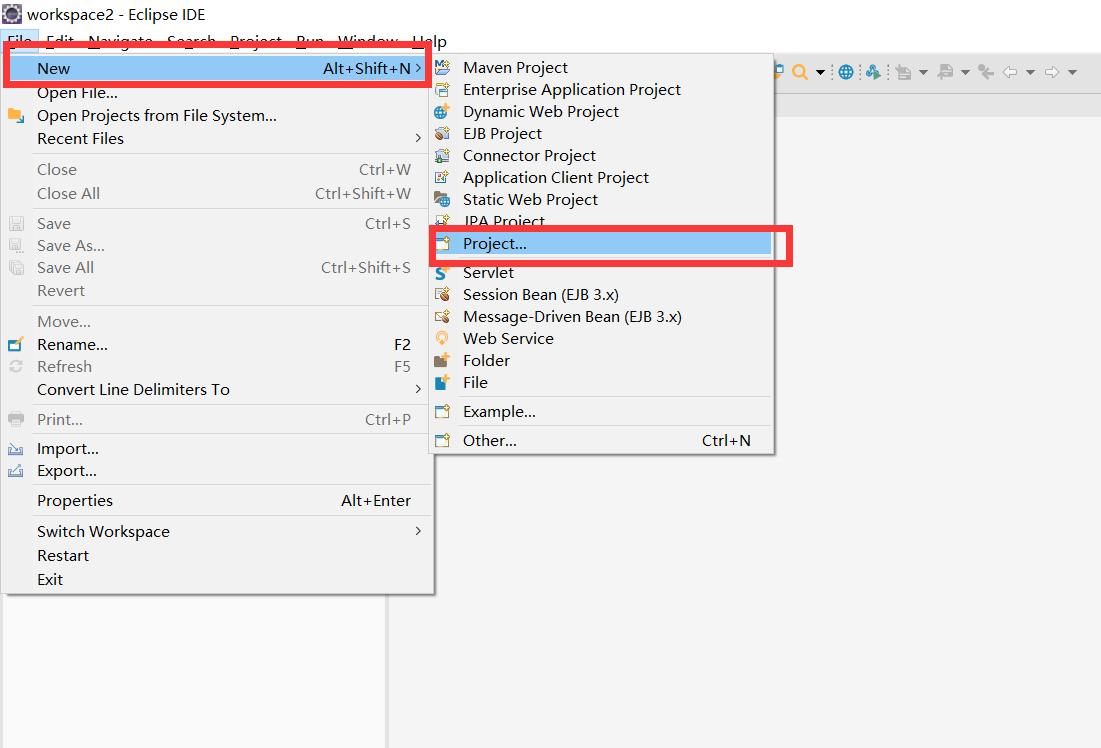 workspace2 - Eclipse IDE
File Edit Navigate Search Project Run Window Help
New Alt+Shift+N
Open File...
Open Projects from File System...
Recent Files
Close Ctrl+W
Close All Ctrl+Shift+W
Save Ctrl+S
Save As...
Save All Ctrl+Shift+S
Revert
Move...
Rename... F2
Refresh F5
Convert Line Delimiters To
Print... Ctrl+P
Import...
Export...
Properties Alt+Enter
Switch Workspace
Restart
Exit
Maven Project
Enterprise Application Project
Dynamic Web Project
EJB Project
Connector Project
Application Client Project
Static Web Project
JPA Project
Project...
Servlet
Session Bean (EJB 3.x)
Message-Driven Bean (EJB 3.x)
Web Service
Folder
File
Example...
Other... Ctrl+N